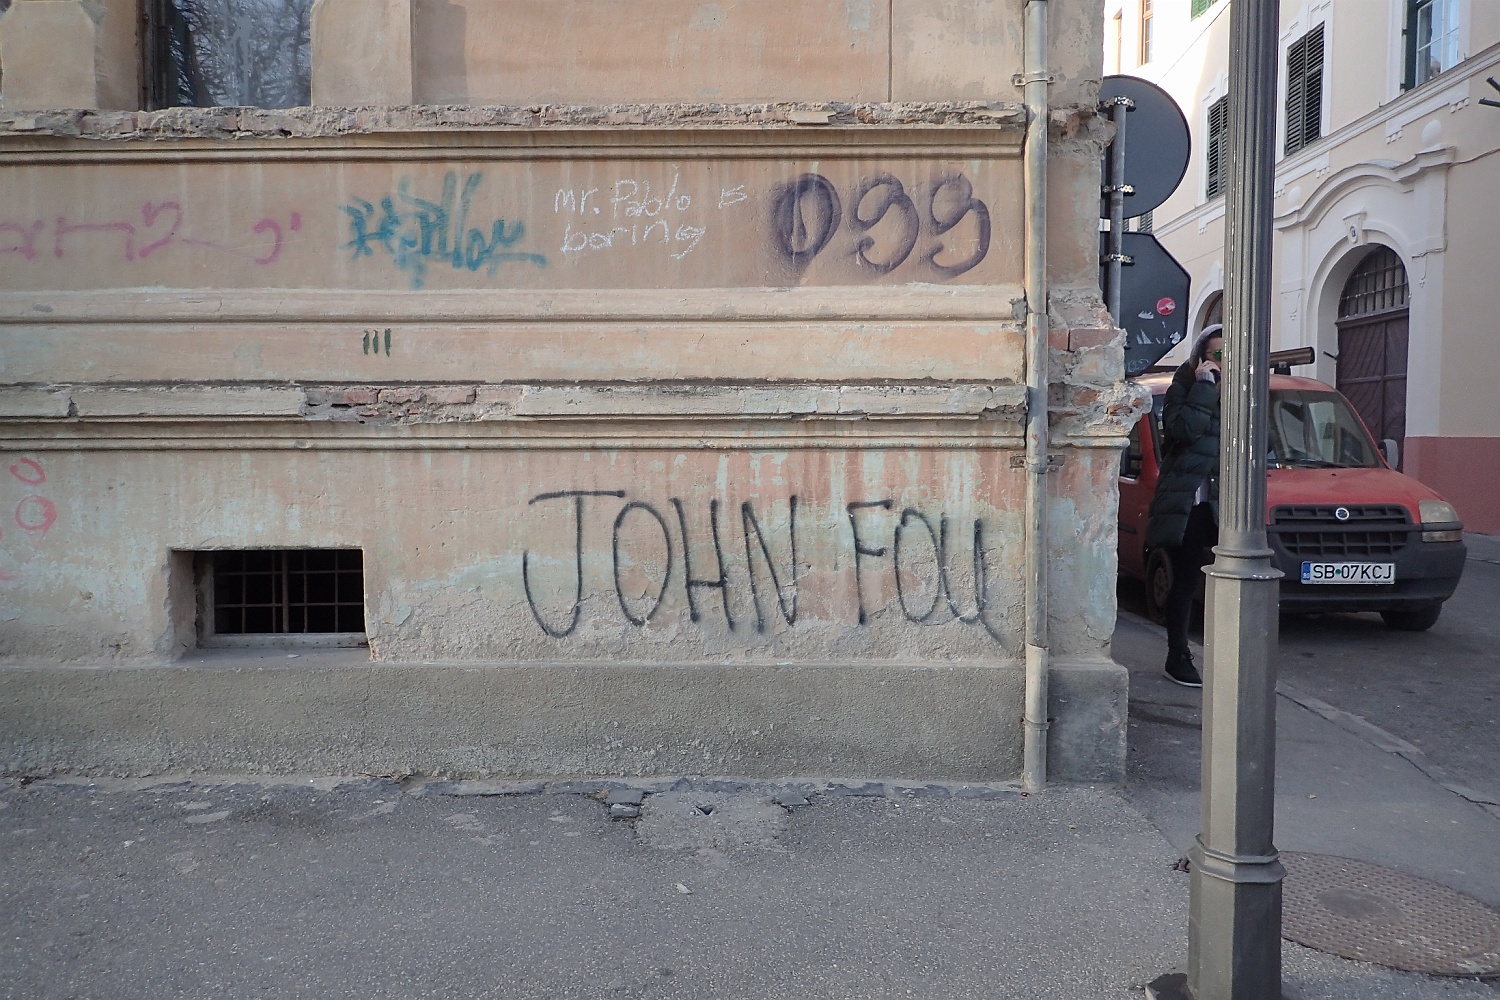 mr. Pablo is
boring
099
JOHN FOU
SB 07KCJ